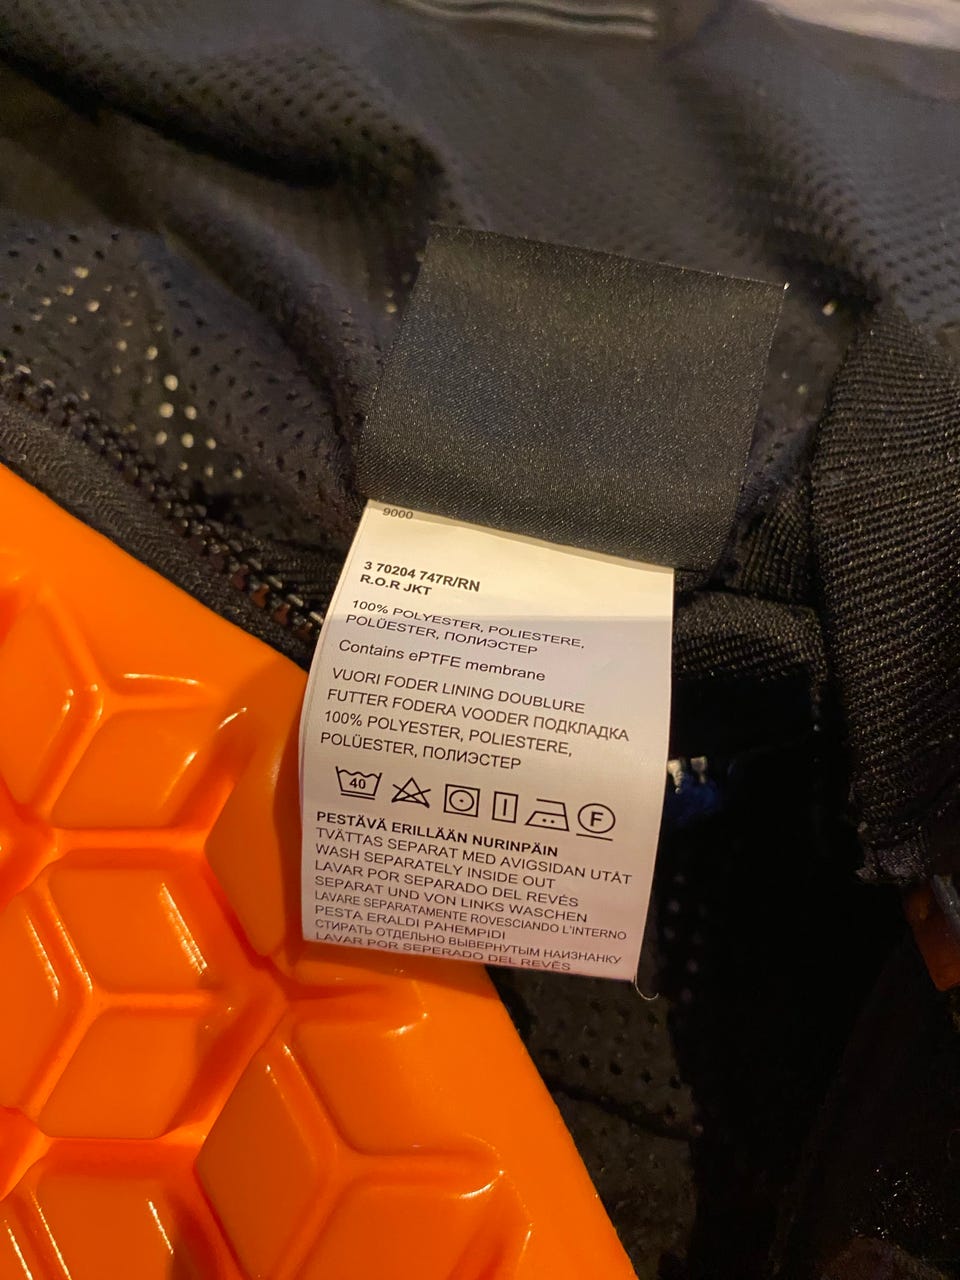 9000
3 70204 747R/RN
R.O.R JKT
100% POLYESTER, POLIESTERE,
POLÜESTER, ПОЛИЭСТЕР
Contains ePTFE membrane
VUORI FODER LINING DOUBLURE
FUTTER FODERA VOODER ПОДКЛАДКА
100% POLYESTER, POLIESTERE,
POLÜESTER, ПОЛИЭСТЕР
40 F
PESTÄVÄ ERILLÄÄN NURINPÄIN
TVÄTTAS SEPARAT MED AVIGSIDAN UTÁT
WASH SEPARATELY INSIDE OUT
LAVAR POR SEPARADO DEL REVÉS
SEPARAT UND VON LINKS WASCHEN
LAVARE SEPARATAMENTE ROVESCIANDO L'INTERNO
PESTA ERALDI PAHEMPIDI
СТИРАТЬ ОТДЕЛЬНО ВЫВЕРНУТЫМ НАИЗНАНКУ
LAVAR POR SEPERADO DEL REVÉS